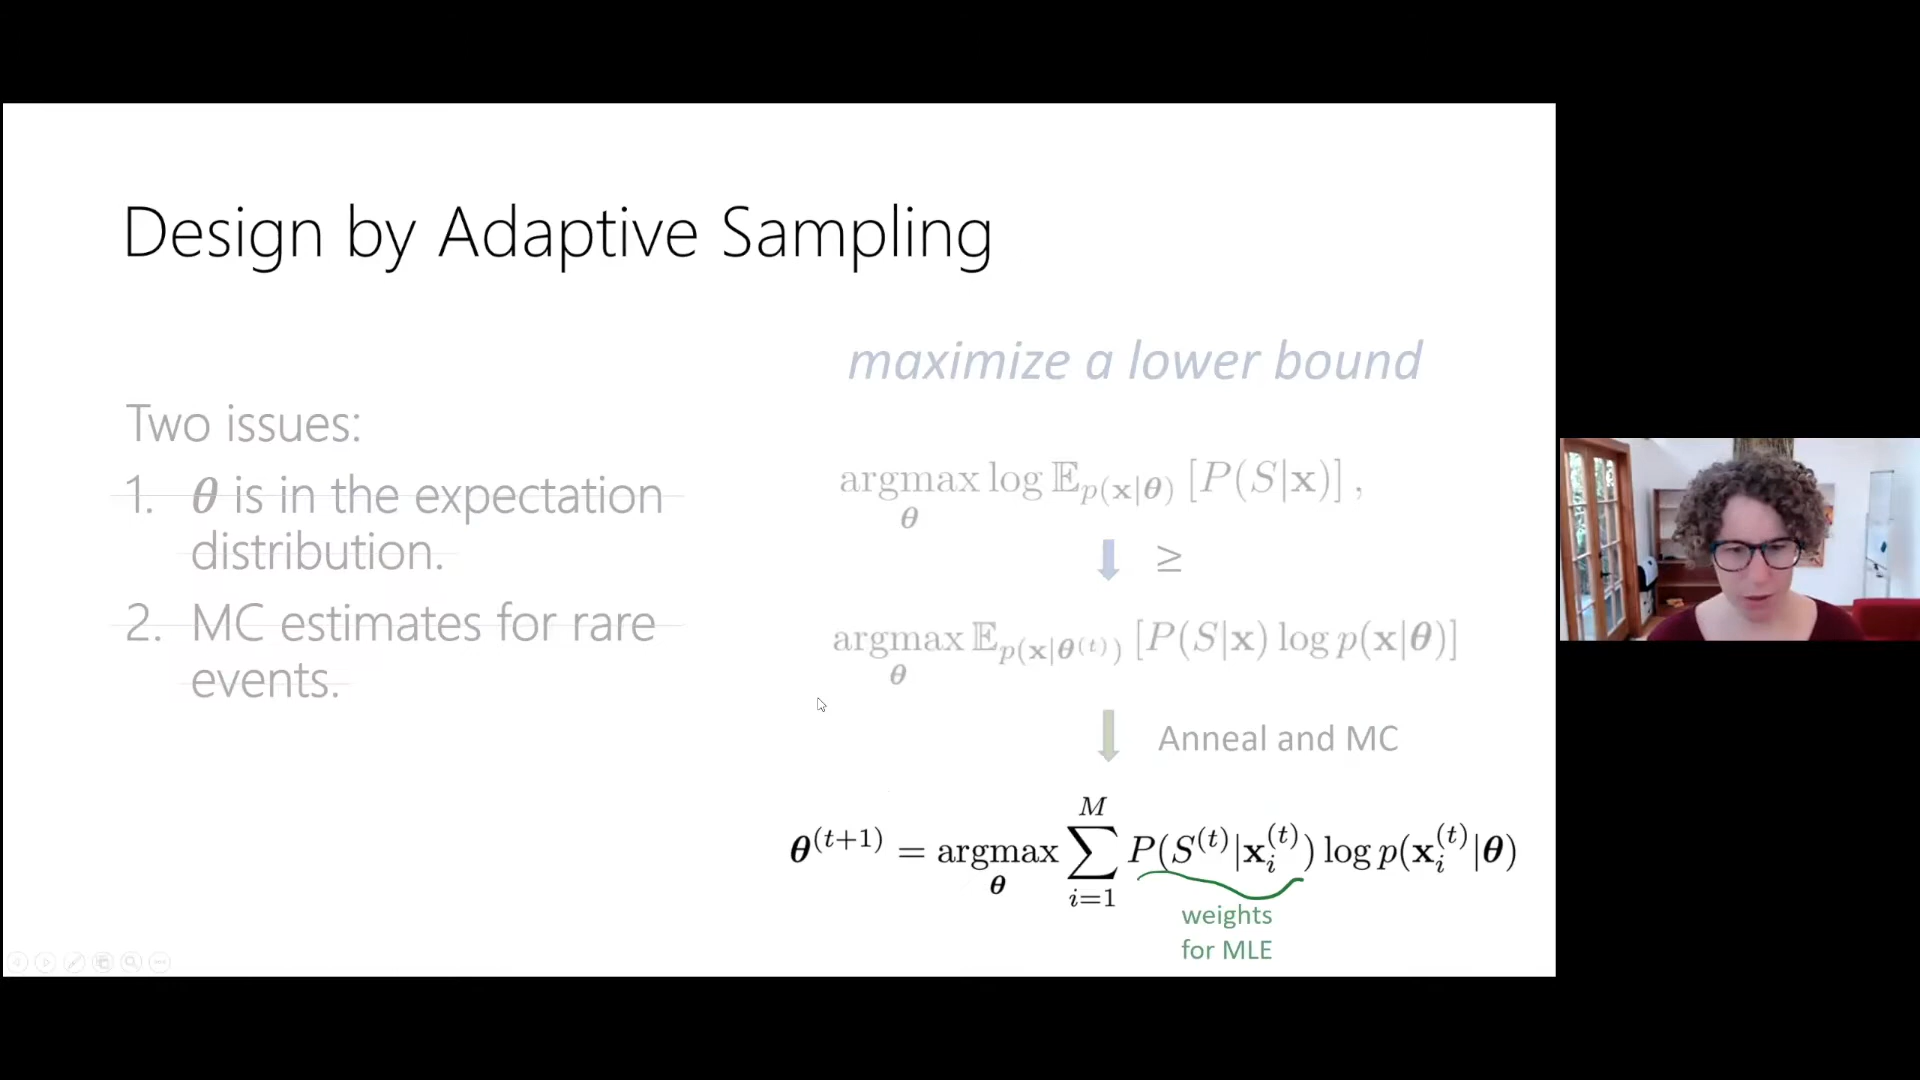 Design by Adaptive Sampling
Two issues:
1. θ is in the expectation
distribution.
2. MC estimates for rare
events.
maximize a lower bound
argmax log 𝔼_{p(𝐱|θ)} [P(S|𝐱)] ,
θ
≥
argmax 𝔼_{p(𝐱|θ^{(t)})} [P(S|𝐱) log p(𝐱|θ)]
θ
Anneal and MC
θ^{(t+1)} = argmax_θ ∑_{i=1}^{M} P(S^{(t)}|𝐱_i^{(t)}) log p(𝐱_i^{(t)}|θ)
weights
for MLE